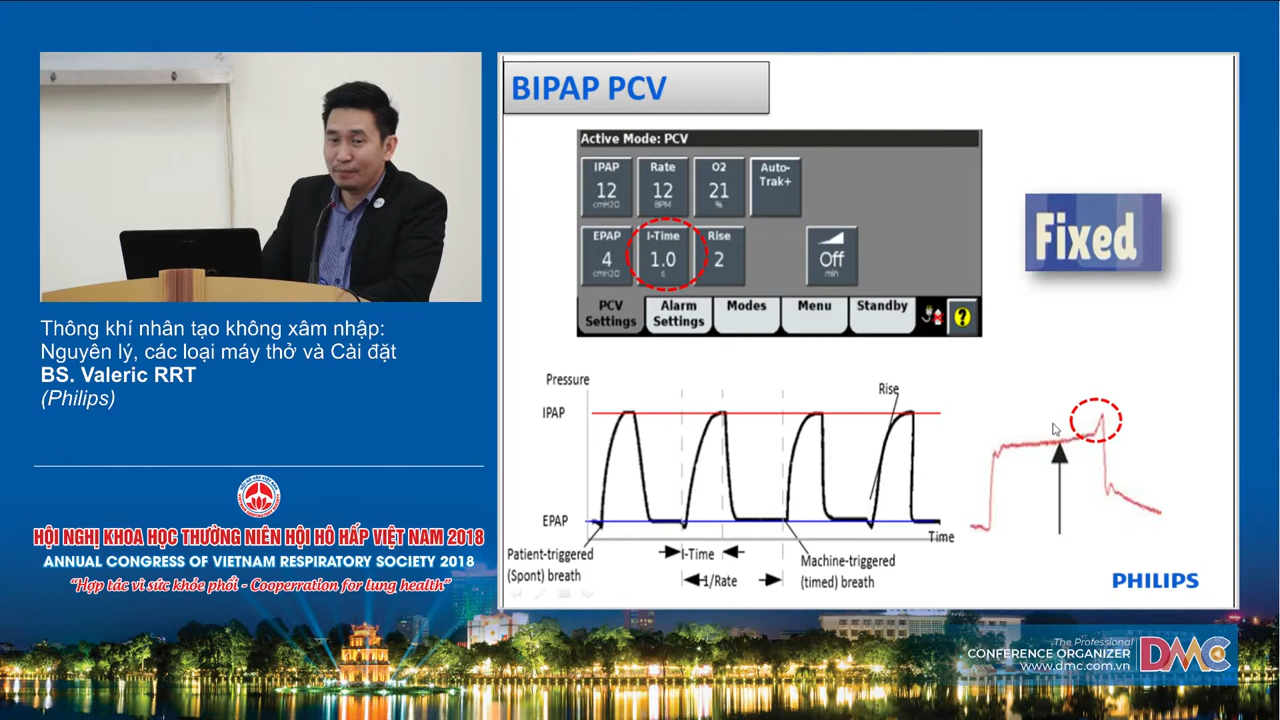 BIPAP PCV
Active Mode: PCV
IPAP
12
cmH2O
Rate
12
BPM
O2
21
%
Auto-
Trak+
EPAP
4
cmH2O
I-Time
1.0
s
Rise
2
Off
min
PCV
Settings
Alarm
Settings
Modes
Menu
Standby
?
Fixed
Pressure
IPAP
EPAP
Rise
Time
Patient-triggered
(Spont) breath
I-Time
1/Rate
Machine-triggered
(timed) breath
PHILIPS
Thông khí nhân tạo không xâm nhập:
Nguyên lý, các loại máy thở và Cài đặt
BS. Valeric RRT
(Philips)
HỘI HÔ HẤP VIỆT NAM
HỘI NGHỊ KHOA HỌC THƯỜNG NIÊN HỘI HÔ HẤP VIỆT NAM 2018
ANNUAL CONGRESS OF VIETNAM RESPIRATORY SOCIETY 2018
"Hợp tác vì sức khỏe phổi - Cooperration for lung health"
The Professional
CONFERENCE ORGANIZER
www.dmc.com.vn
DMC